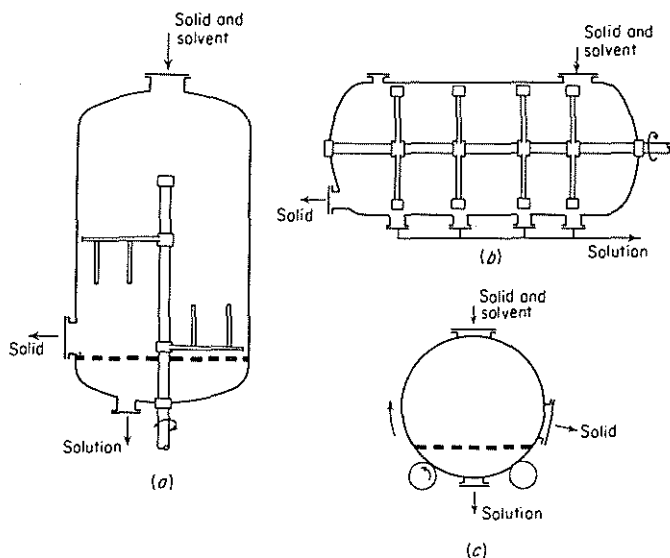 Solid and
solvent
Solid
Solution
(a)
Solid and
solvent
Solid
Solution
(b)
Solid and
solvent
Solid
Solution
(c)